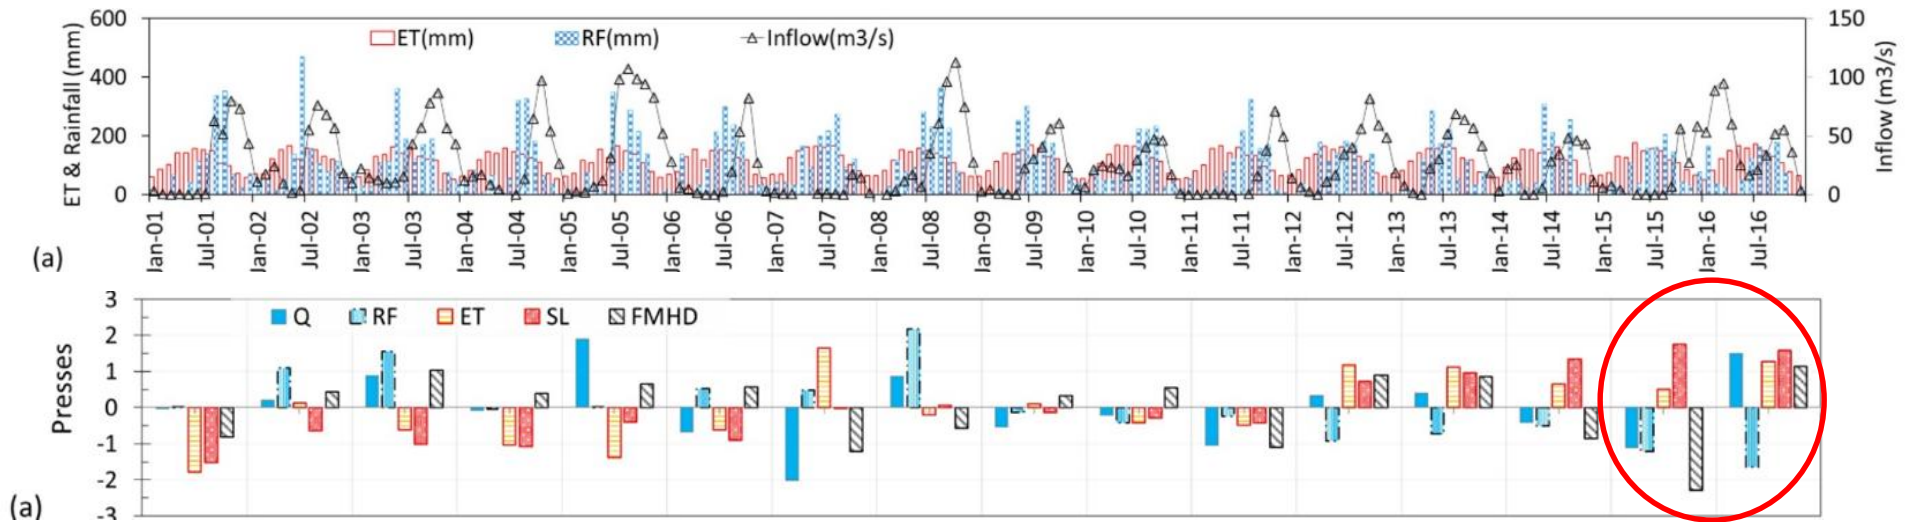 600
150
ET(mm) RF(mm) Inflow(m3/s)
400
100
200
50
0
0
ET & Rainfall (mm)
Inflow (m3/s)
Jan-01 Jul-01 Jan-02 Jul-02 Jan-03 Jul-03 Jan-04 Jul-04 Jan-05 Jul-05 Jan-06 Jul-06 Jan-07 Jul-07 Jan-08 Jul-08 Jan-09 Jul-09 Jan-10 Jul-10 Jan-11 Jul-11 Jan-12 Jul-12 Jan-13 Jul-13 Jan-14 Jul-14 Jan-15 Jul-15 Jan-16 Jul-16
(a)
3
Q RF ET SL FMHD
2
1
0
-1
-2
-3
Presses
(a)